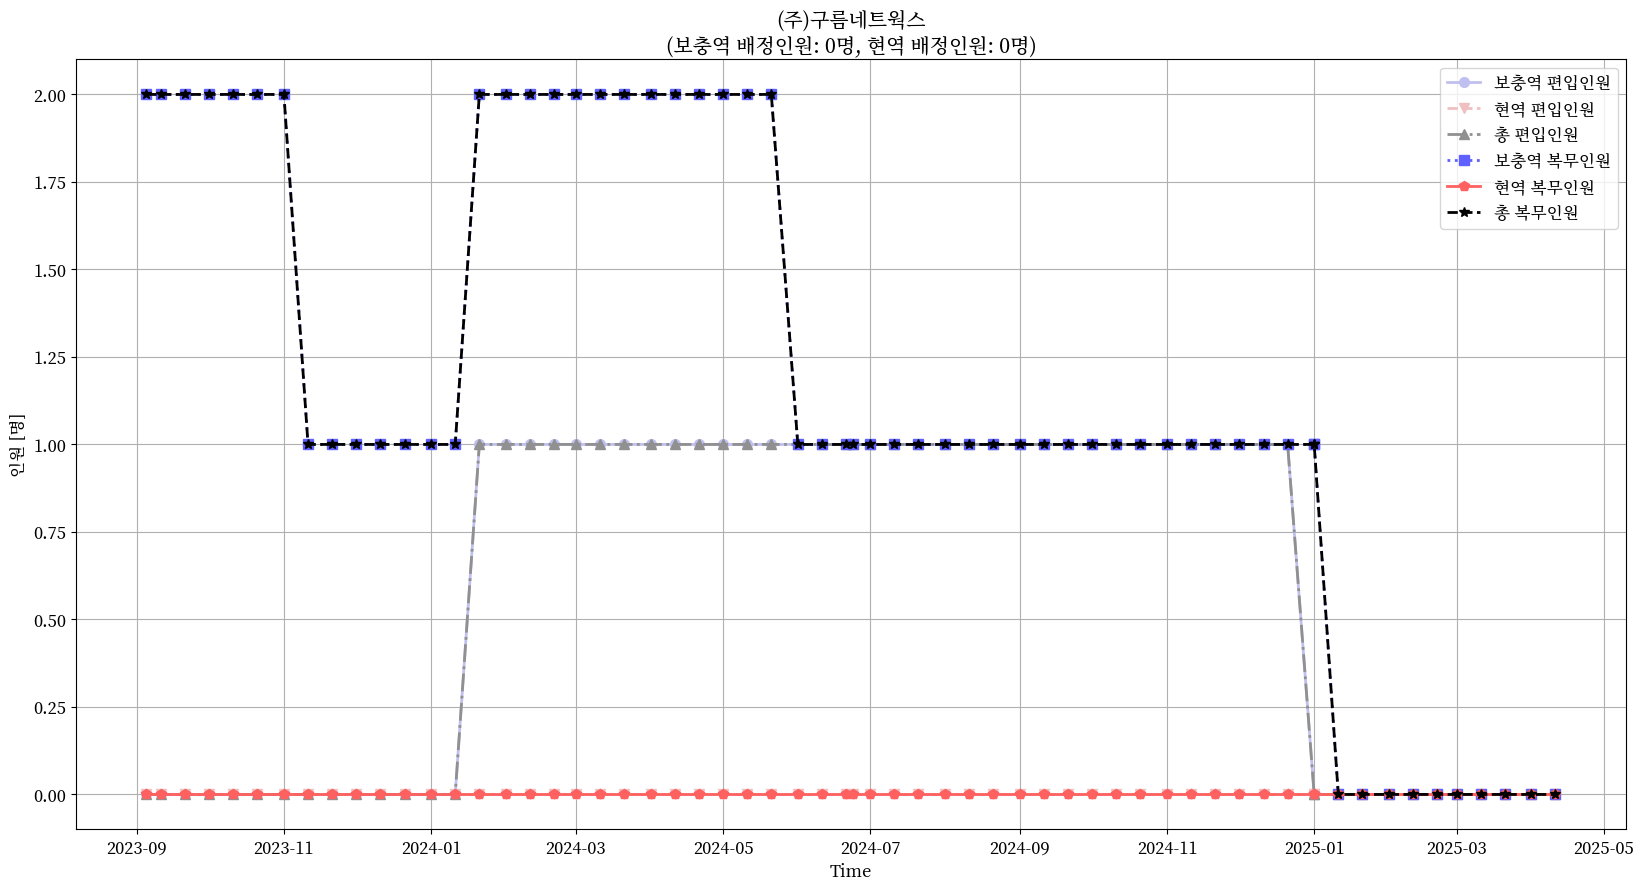 (주)구름네트웍스
(보충역 배정인원: 0명, 현역 배정인원: 0명)
보충역 편입인원
현역 편입인원
총 편입인원
보충역 복무인원
현역 복무인원
총 복무인원
인원 [명]
2.00
1.75
1.50
1.25
1.00
0.75
0.50
0.25
0.00
2023-09 2023-11 2024-01 2024-03 2024-05 2024-07 2024-09 2024-11 2025-01 2025-03 2025-05
Time